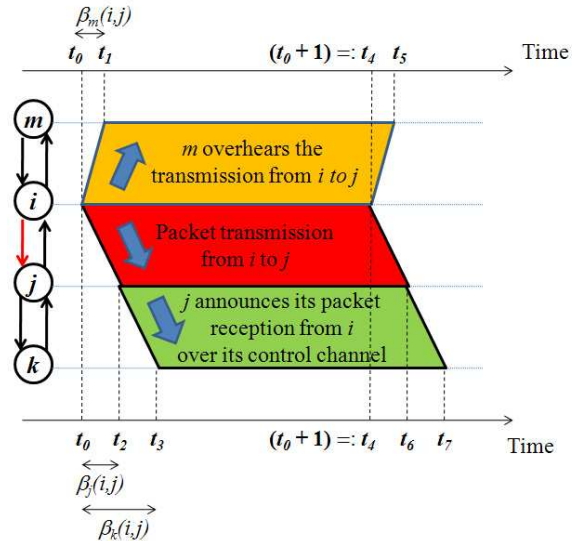 βm(i,j)
t0 t1 (t0 + 1) =: t4 t5 Time
m
m overhears the
transmission from i to j
i
Packet transmission
from i to j
j
j announces its packet
reception from i
over its control channel
k
t0 t2 t3 (t0 + 1) =: t4 t6 t7 Time
βj(i,j)
βk(i,j)